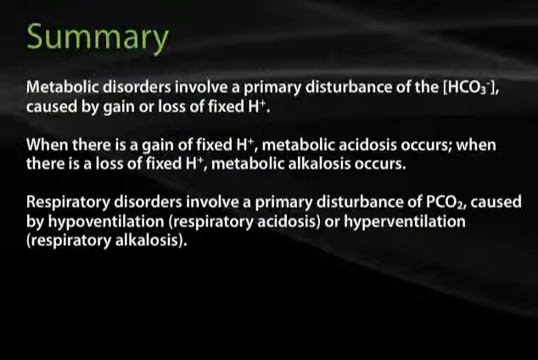 Summary
Metabolic disorders involve a primary disturbance of the [HCO₃⁻],
caused by gain or loss of fixed H⁺.
When there is a gain of fixed H⁺, metabolic acidosis occurs; when
there is a loss of fixed H⁺, metabolic alkalosis occurs.
Respiratory disorders involve a primary disturbance of PCO₂, caused
by hypoventilation (respiratory acidosis) or hyperventilation
(respiratory alkalosis).